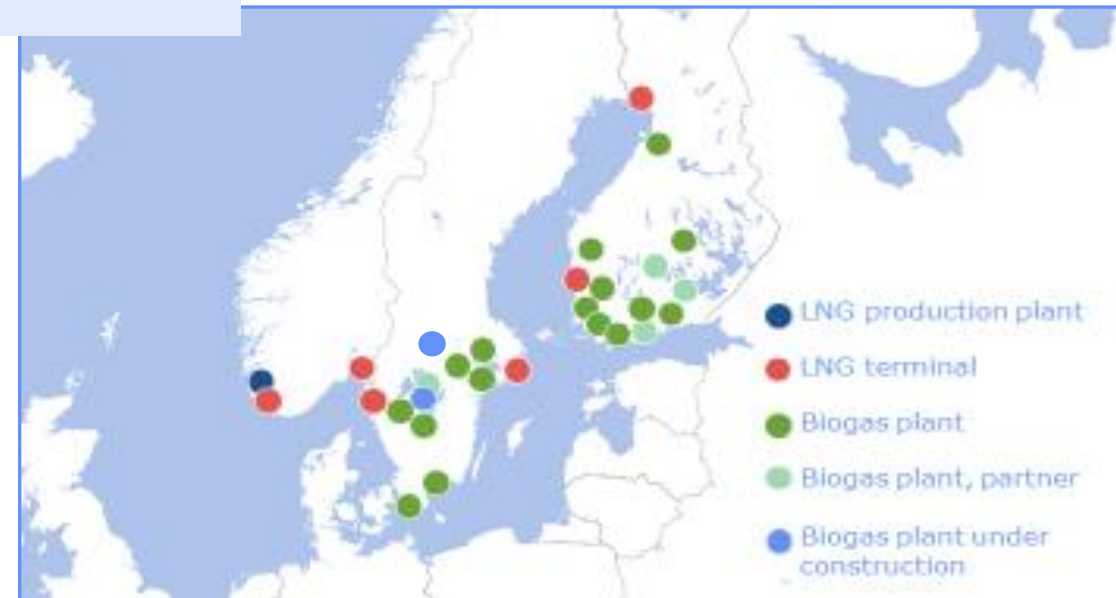 LNG production plant
LNG terminal
Biogas plant
Biogas plant, partner
Biogas plant under
construction